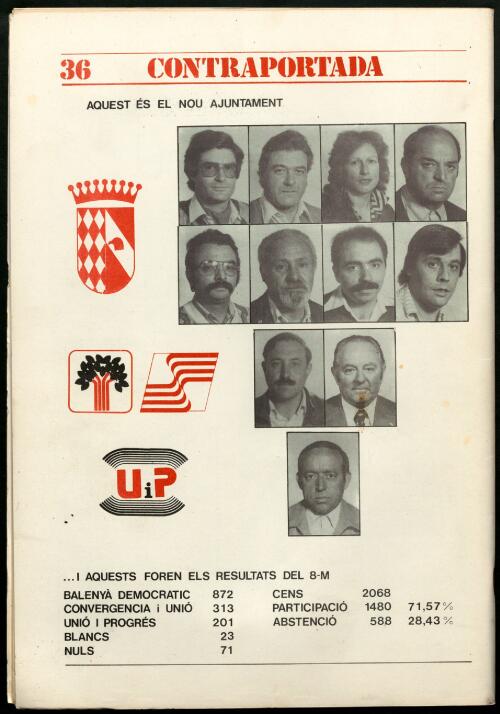 36 CONTRAPORTADA
AQUEST ÉS EL NOU AJUNTAMENT
UiP
...I AQUESTS FOREN ELS RESULTATS DEL 8-M
BALENYÀ DEMOCRATIC 872 CENS 2068
CONVERGENCIA i UNIÓ 313 PARTICIPACIÓ 1480 71,57%
UNIÓ I PROGRÉS 201 ABSTENCIÓ 588 28,43%
BLANCS 23
NULS 71